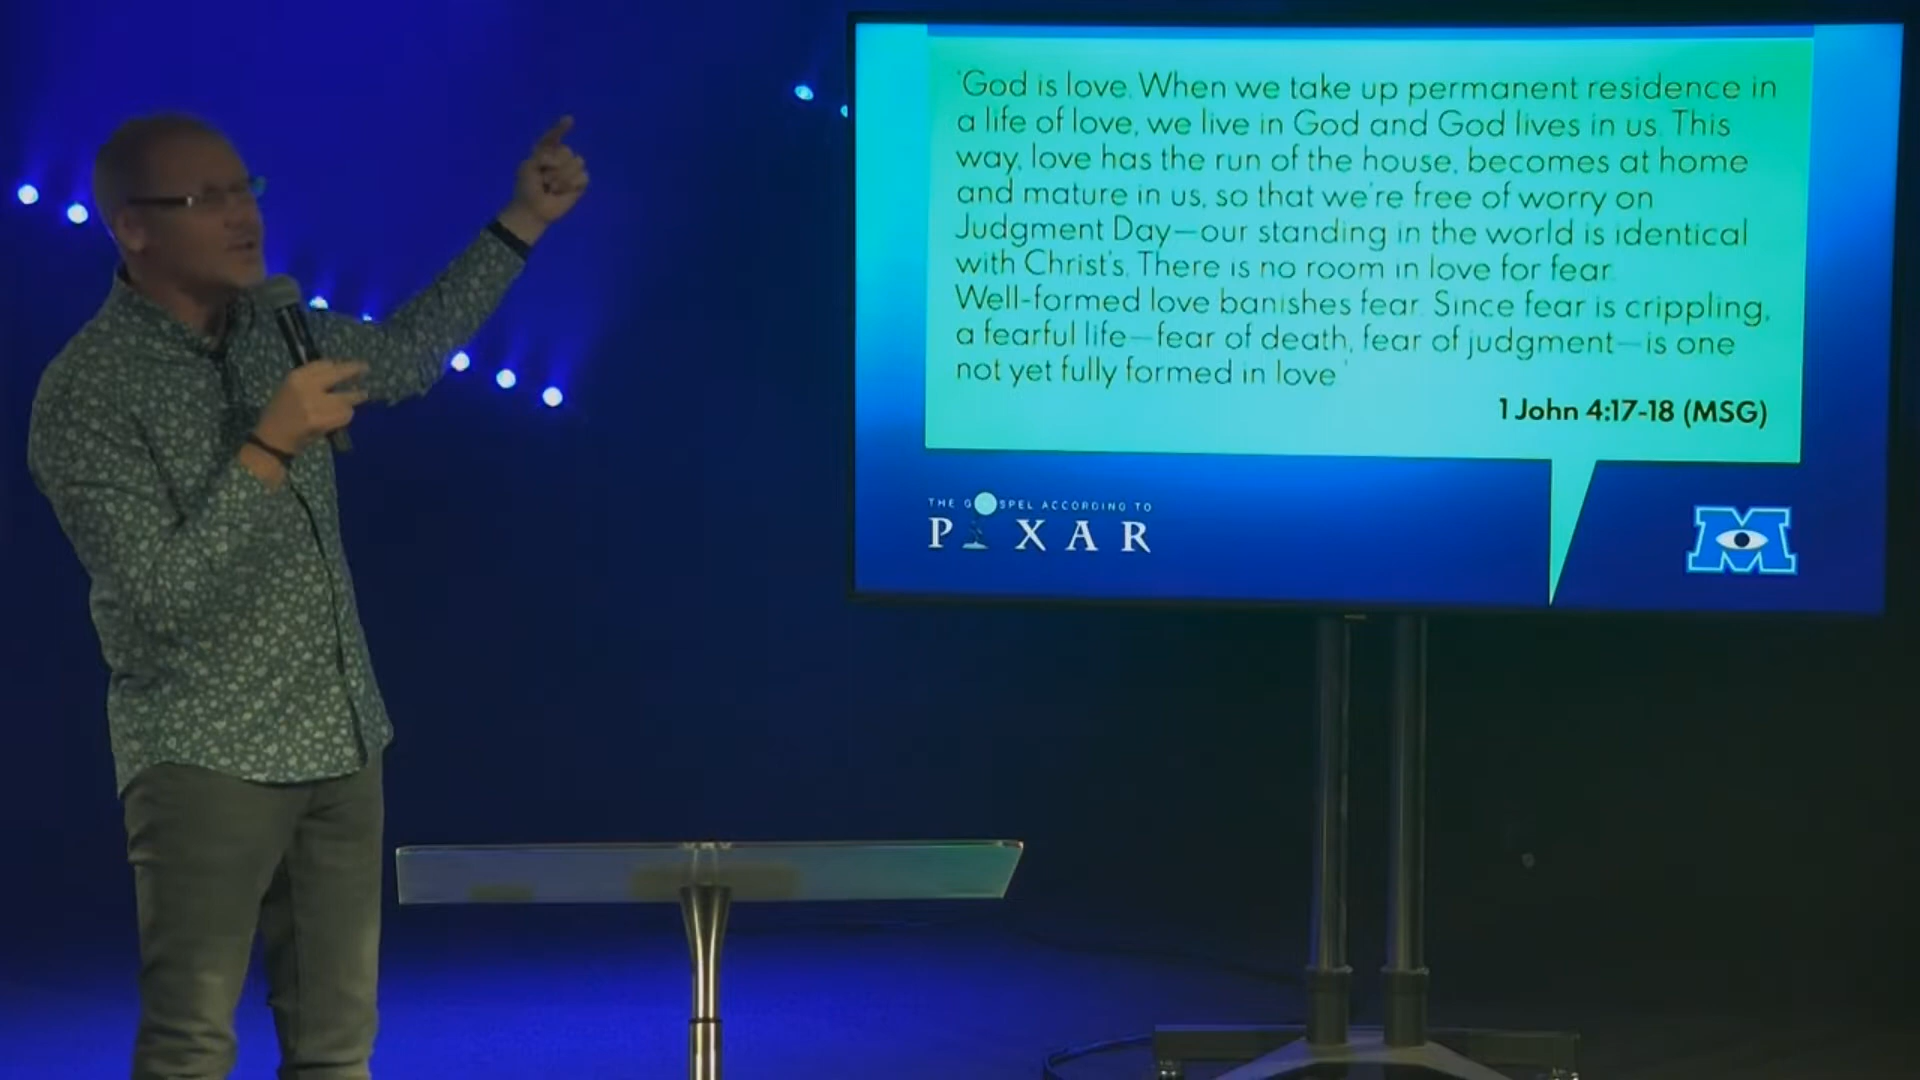 'God is love. When we take up permanent residence in
a life of love, we live in God and God lives in us. This
way, love has the run of the house, becomes at home
and mature in us, so that we're free of worry on
Judgment Day—our standing in the world is identical
with Christ's. There is no room in love for fear.
Well-formed love banishes fear. Since fear is crippling,
a fearful life—fear of death, fear of judgment—is one
not yet fully formed in love.'
1 John 4:17-18 (MSG)
THE GOSPEL ACCORDING TO
PIXAR
M